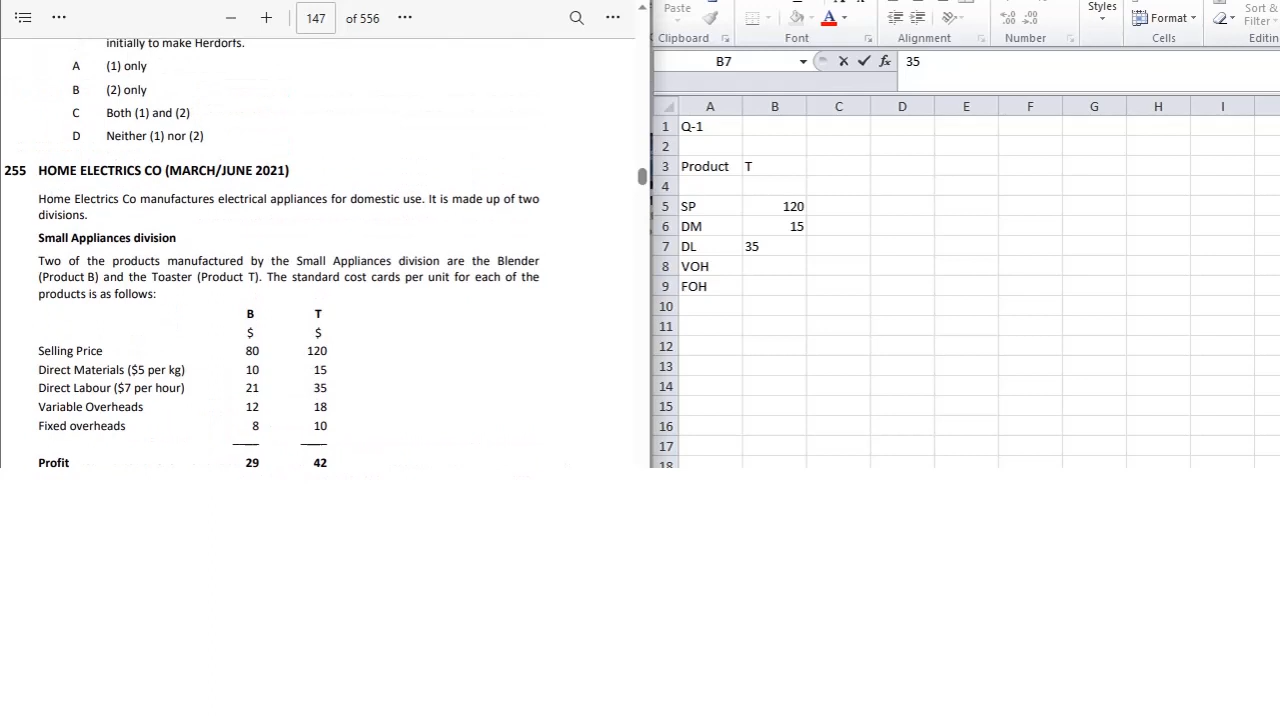 147 of 556
initially to make Herdorfs.
A (1) only
B (2) only
C Both (1) and (2)
D Neither (1) nor (2)
255 HOME ELECTRICS CO (MARCH/JUNE 2021)
Home Electrics Co manufactures electrical appliances for domestic use. It is made up of two
divisions.
Small Appliances division
Two of the products manufactured by the Small Appliances division are the Blender
(Product B) and the Toaster (Product T). The standard cost cards per unit for each of the
products is as follows:
B T
$ $
Selling Price 80 120
Direct Materials ($5 per kg) 10 15
Direct Labour ($7 per hour) 21 35
Variable Overheads 12 18
Fixed overheads 8 10
Profit 29 42
Paste
Styles
Format
Sort &
Filter
Clipboard Font Alignment Number Cells Editin
B7 fx 35
A B C D E F G H I
1 Q-1
2
3 Product T
4
5 SP 120
6 DM 15
7 DL 35
8 VOH
9 FOH
10
11
12
13
14
15
16
17
18